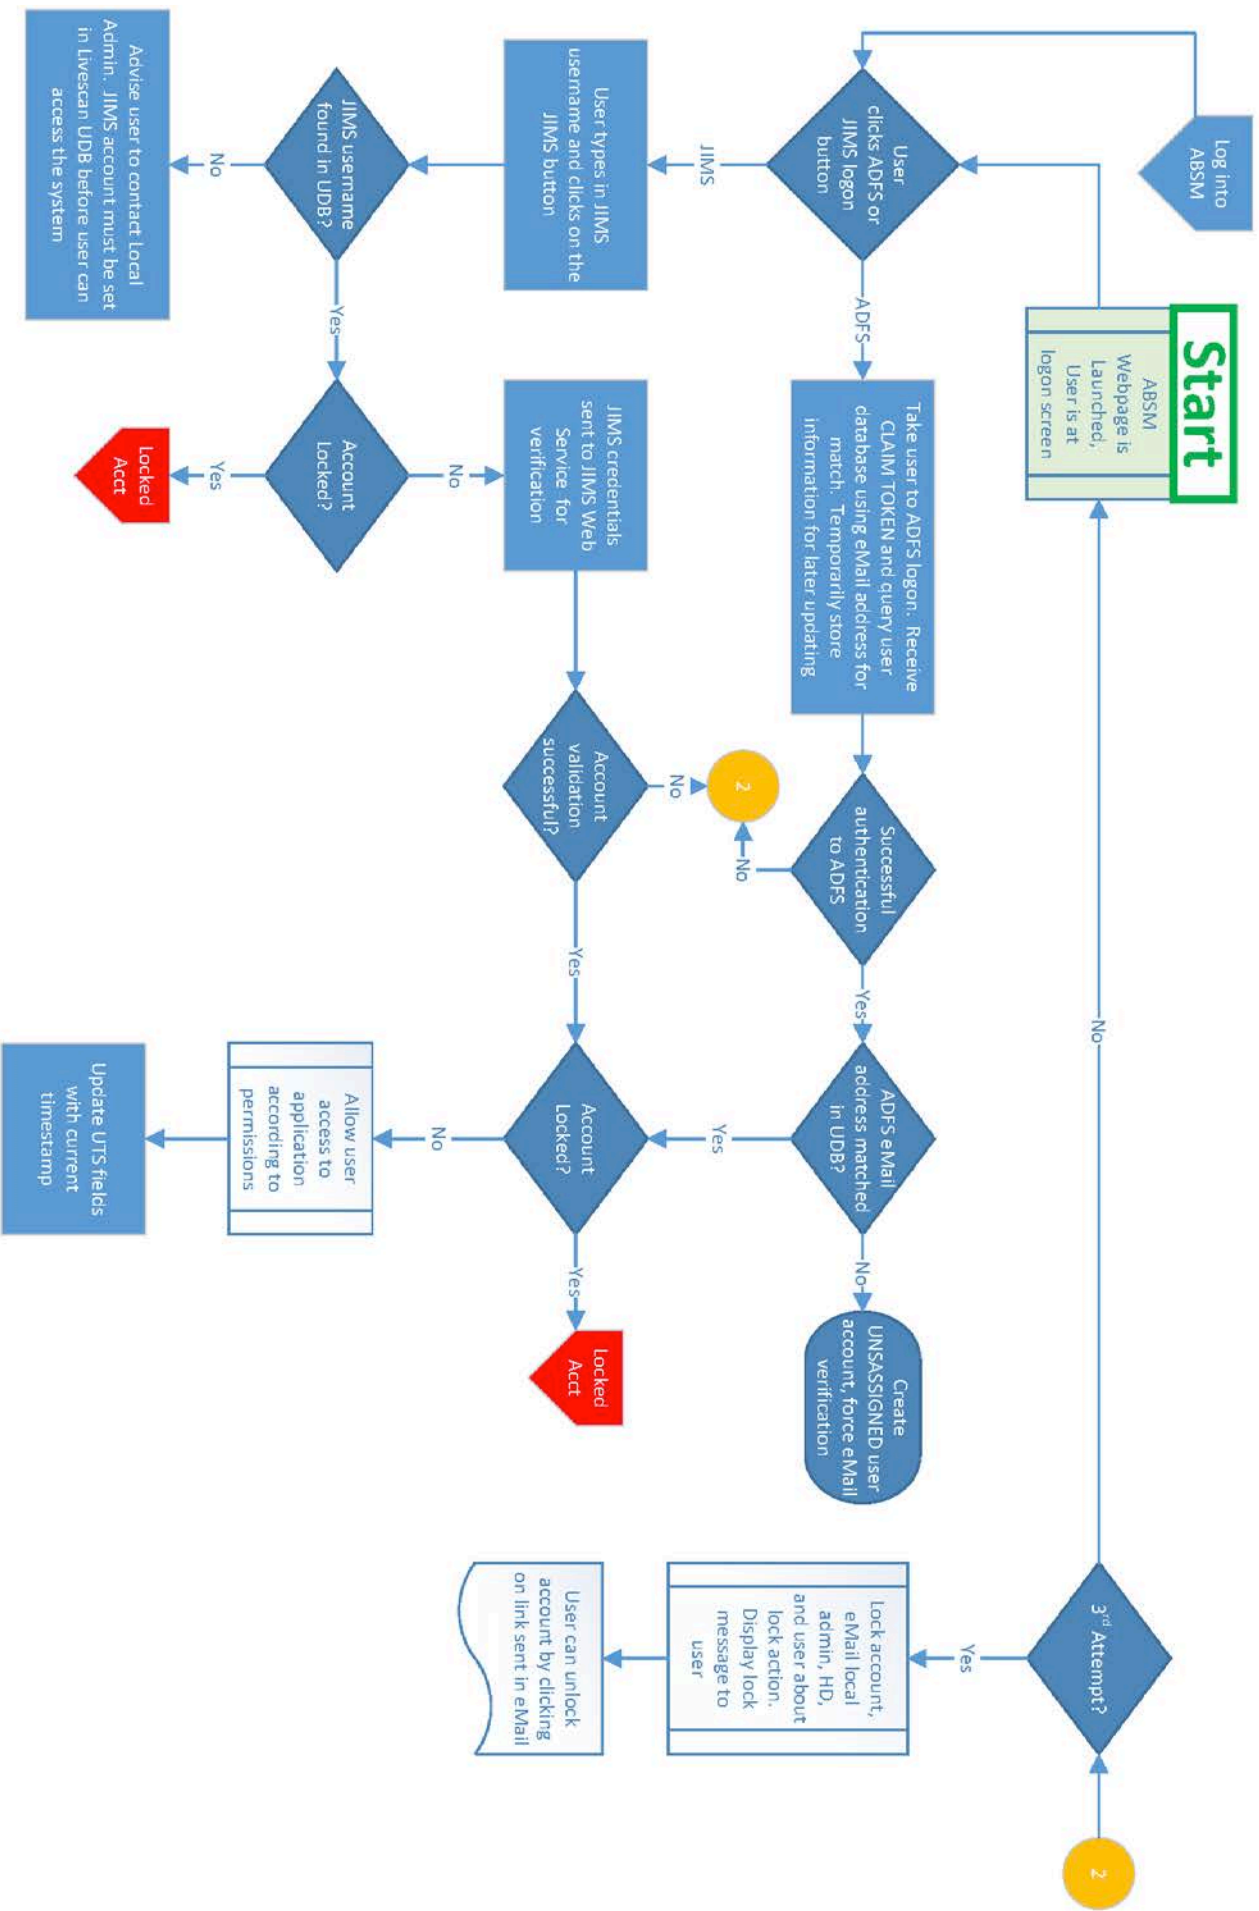 Start
ABSM
Webpage is
Launched,
User is at
logon screen
Log into
ABSM
User
clicks ADFS or
JIMS logon
button
ADFS
Take user to ADFS logon.  Receive
CLAIM TOKEN and query user
database using eMail address for
match.  Temporarily store
information for later updating
Successful
authentication
to ADFS
No
2
Yes
ADFS eMail
address matched
in UDB?
No
Create
UNSASSIGNED user
account, force eMail
verification
Yes
JIMS
User types in JIMS
username and clicks on the
JIMS button
JIMS username
found in UDB?
No
Advise user to contact Local
Admin.  JIMS account must be set
in Livescan UDB before user can
access the system
Yes
Account
Locked?
Yes
Locked
Acct
No
JIMS credentials
sent to JIMS Web
Service  for
verification
Account
validation
successful?
No
Yes
Account
Locked?
Yes
Locked
Acct
No
Allow user
access to
application
according to
permissions
Update UTS fields
with current
timestamp
2
3rd Attempt?
No
Yes
Lock account,
eMail local
admin, HD,
and user about
lock action.
Display lock
message to
user
User can unlock
account by clicking
on link sent in eMail